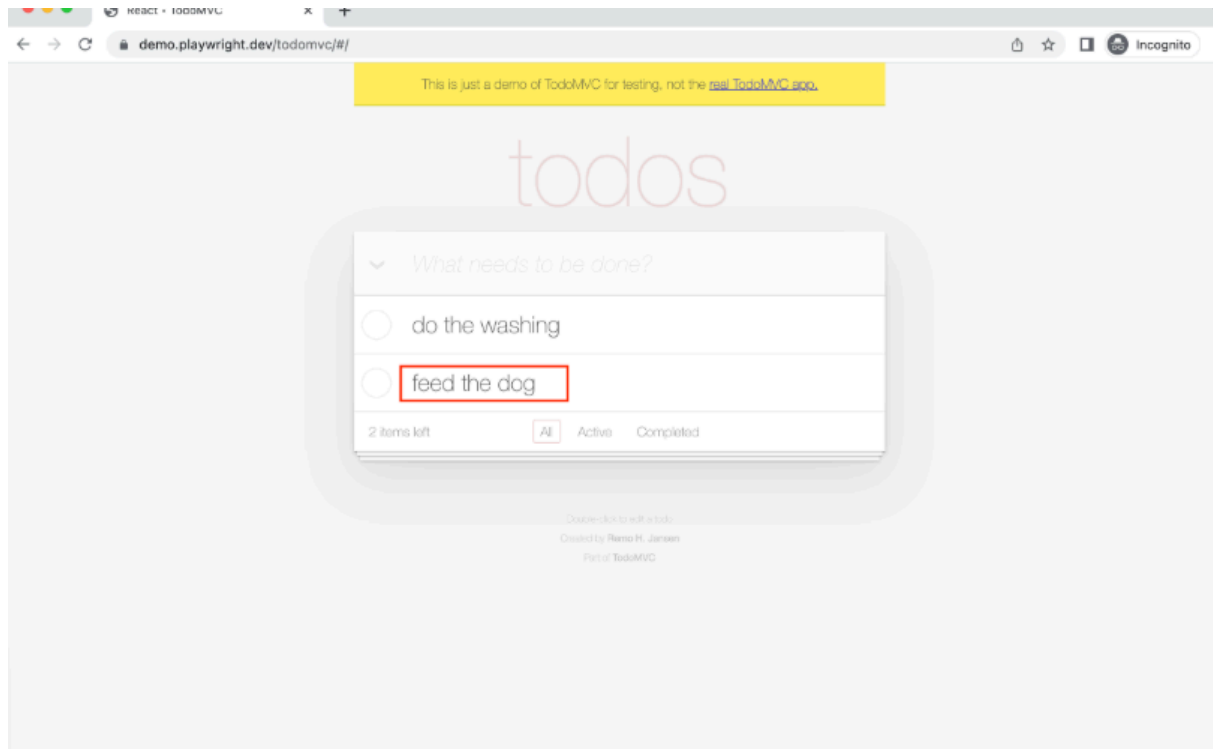 React • TodoMVC
demo.playwright.dev/todomvc/#/
Incognito
This is just a demo of TodoMVC for testing, not the real TodoMVC app.
todos
What needs to be done?
do the washing
feed the dog
2 items left
All
Active
Completed
Double-click to edit a todo
Created by Remo H. Jansen
Part of TodoMVC